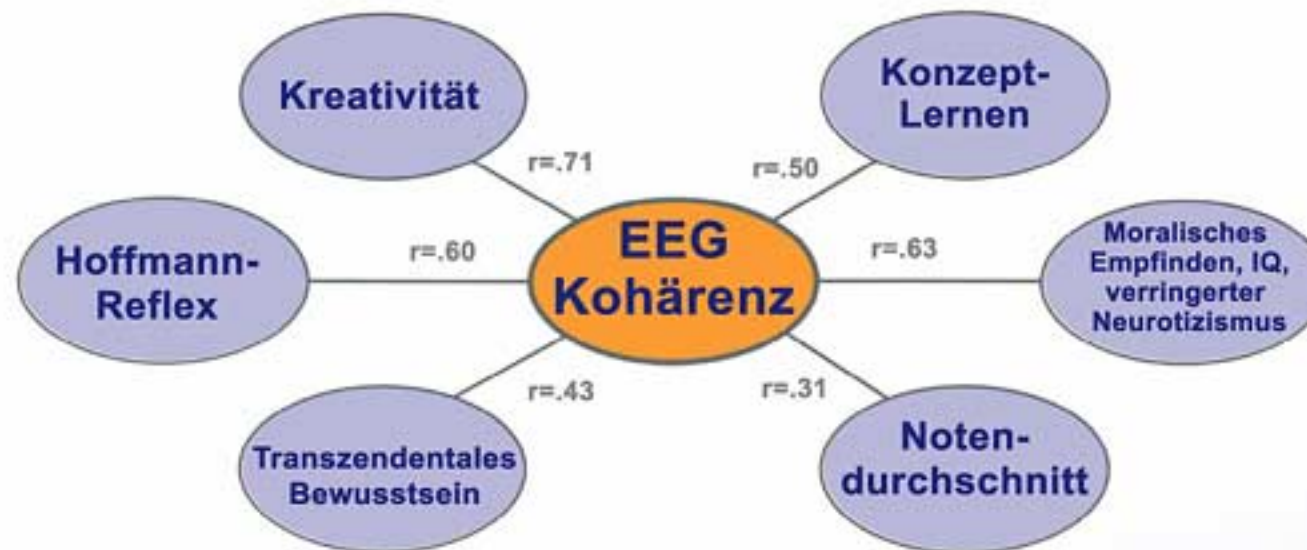 Kreativität
Konzept-
Lernen
r=.71
r=.50
EEG
Kohärenz
Hoffmann-
Reflex
r=.60
r=.63
Moralisches
Empfinden, IQ,
verringerter
Neurotizismus
r=.43
r=.31
Transzendentales
Bewusstsein
Noten-
durchschnitt